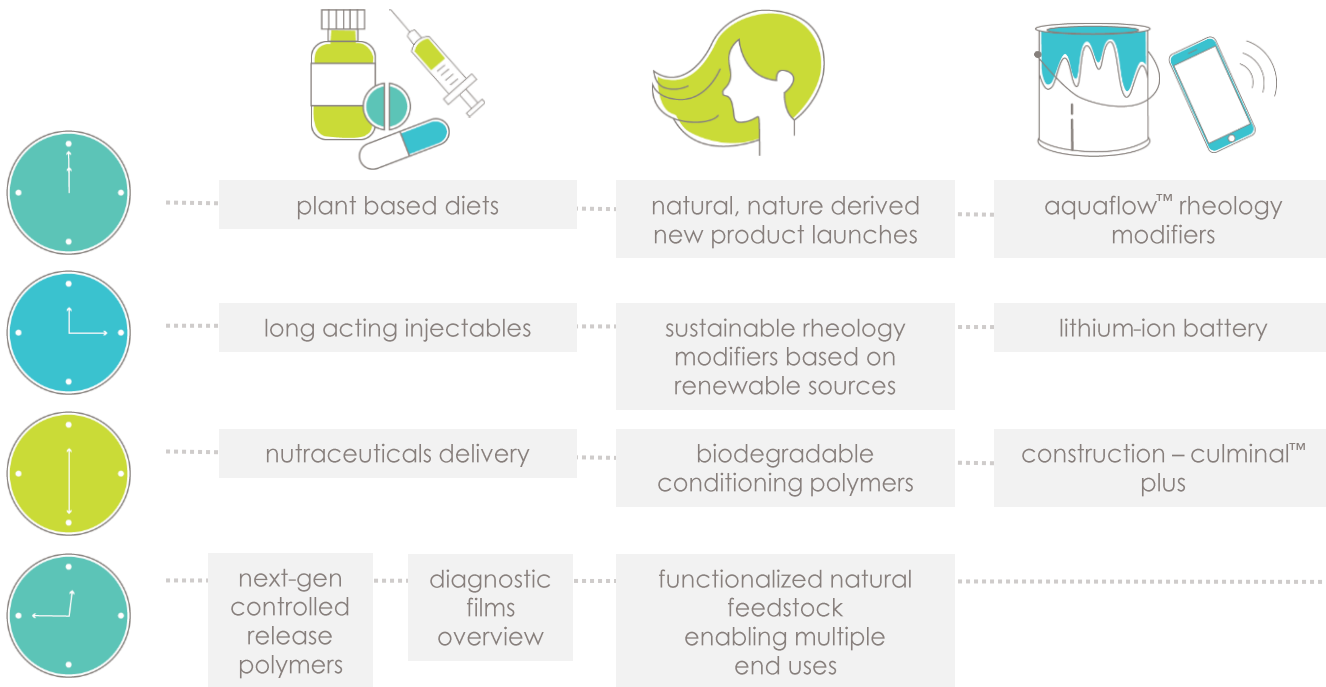 plant based diets
natural, nature derived
new product launches
aquaflow™ rheology
modifiers
long acting injectables
sustainable rheology
modifiers based on
renewable sources
lithium-ion battery
nutraceuticals delivery
biodegradable
conditioning polymers
construction – culminal™
plus
next-gen
controlled
release
polymers
diagnostic
films
overview
functionalized natural
feedstock
enabling multiple
end uses